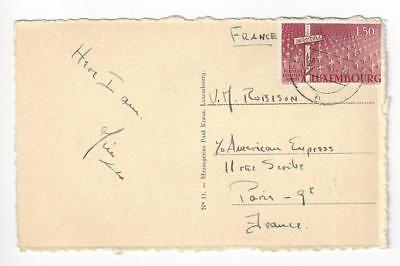 Here I am.
FRANCE
1.50
LUXEMBOURG
V.M. ROBISON
c/o American Express
11 rue Scribe
Paris - 9e
France.
Nº 11. — Messageries Paul Kraus, Luxembourg.